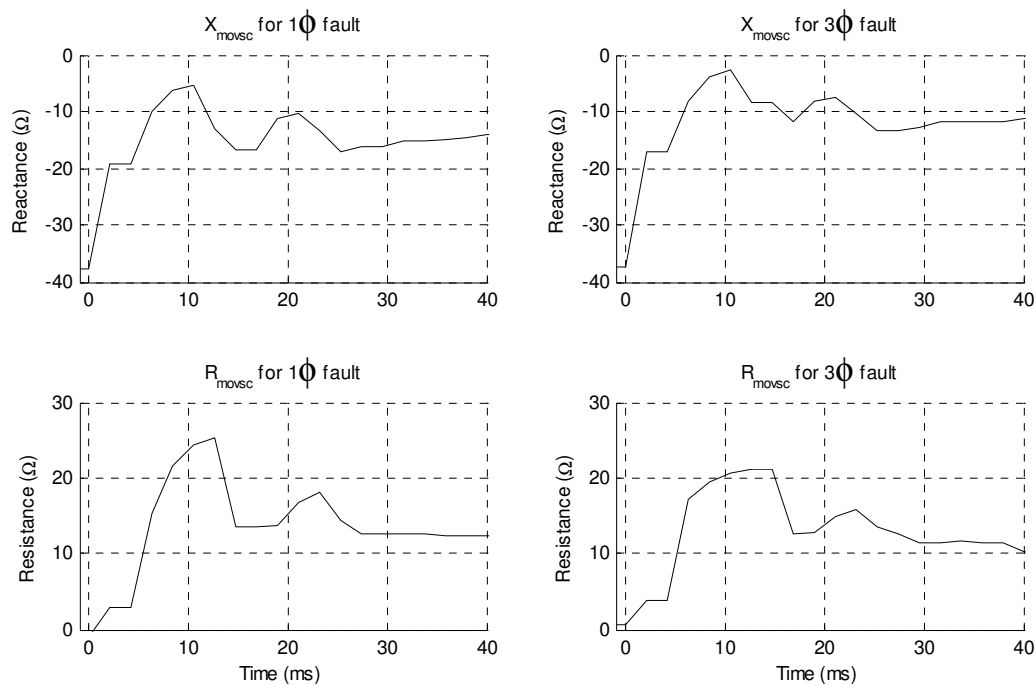 X_movsc for 1ϕ fault
0
-10
-20
-30
-40
Reactance (Ω)
0 10 20 30 40
X_movsc for 3ϕ fault
0
-10
-20
-30
-40
Reactance (Ω)
0 10 20 30 40
R_movsc for 1ϕ fault
30
20
10
0
Resistance (Ω)
0 10 20 30 40
Time (ms)
R_movsc for 3ϕ fault
30
20
10
0
Resistance (Ω)
0 10 20 30 40
Time (ms)